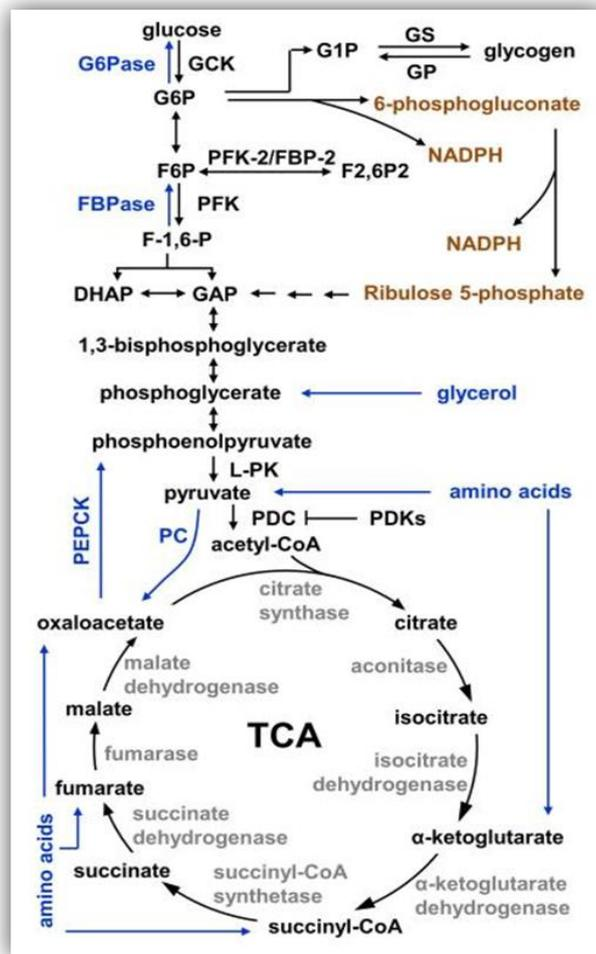 glucose
G6Pase
GCK
G1P
GS
GP
glycogen
G6P
6-phosphogluconate
NADPH
PFK-2/FBP-2
F6P
F2,6P2
FBPase
PFK
NADPH
F-1,6-P
DHAP
GAP
Ribulose 5-phosphate
1,3-bisphosphoglycerate
phosphoglycerate
glycerol
phosphoenolpyruvate
L-PK
pyruvate
amino acids
PEPCK
PC
PDC
PDKs
acetyl-CoA
citrate
synthase
oxaloacetate
citrate
malate
dehydrogenase
aconitase
malate
TCA
isocitrate
fumarase
isocitrate
dehydrogenase
fumarate
succinate
dehydrogenase
α-ketoglutarate
amino acids
succinate
succinyl-CoA
synthetase
α-ketoglutarate
dehydrogenase
succinyl-CoA